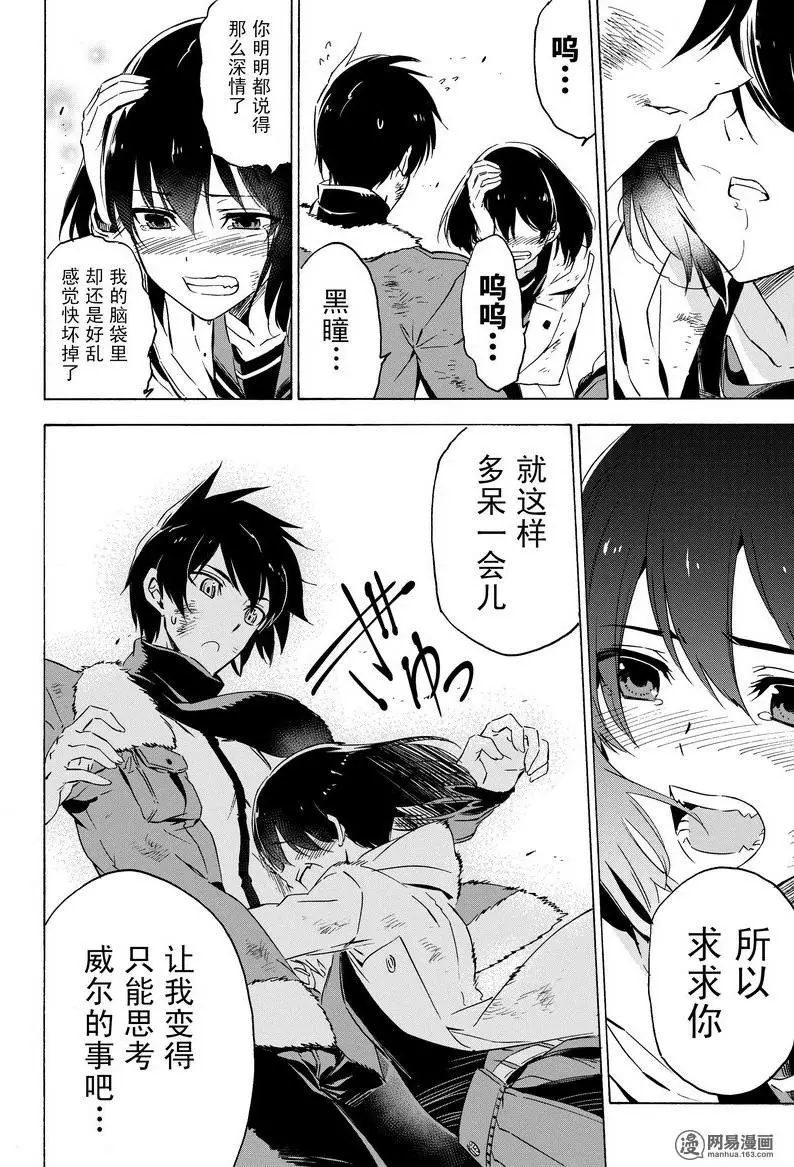 呜…
呜呜…
黑瞳…
你明明都说得
那么深情了
我的脑袋里
却还是好乱
感觉快坏掉了
所以
求求你
就这样
多呆一会儿
ぎゅっ
让我变得
只能思考
威尔的事吧…
漫 网易漫画
manhua.163.com